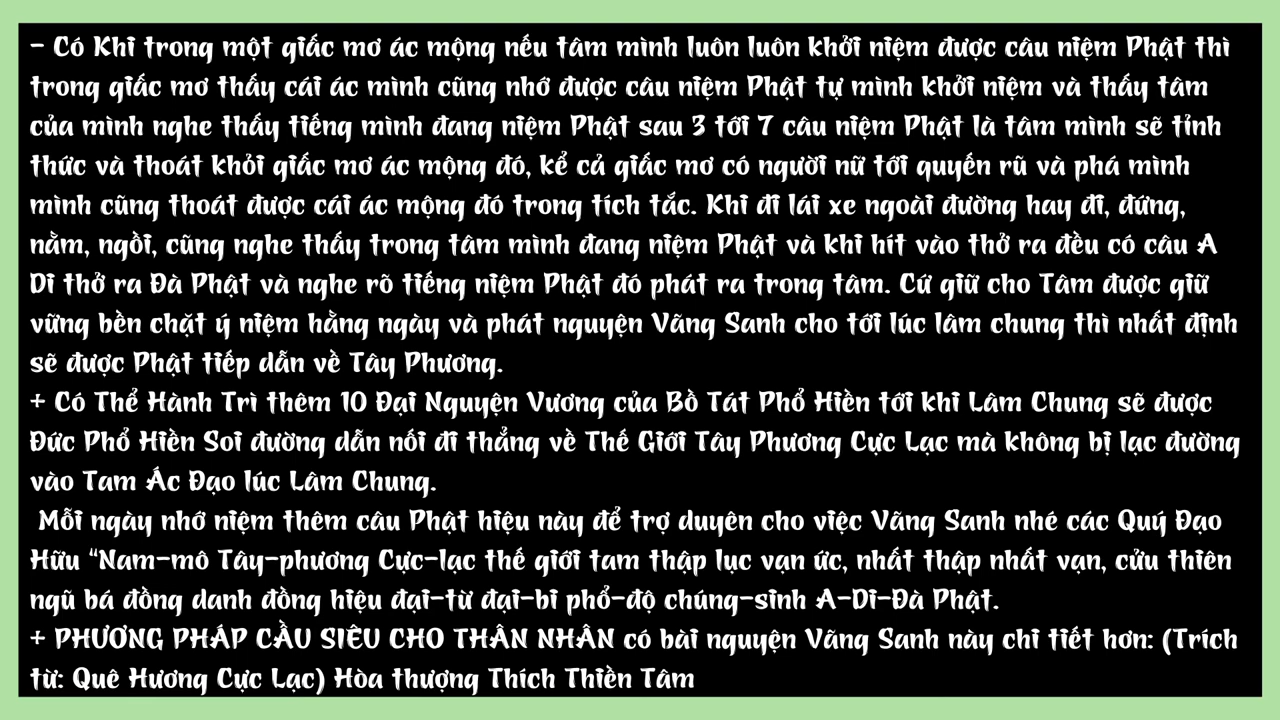 - Có Khi trong một giấc mơ ác mộng nếu tâm mình luôn luôn khởi niệm được câu niệm Phật thì
trong giấc mơ thấy cái ác mình cũng nhớ được câu niệm Phật tự mình khởi niệm và thấy tâm
của mình nghe thấy tiếng mình đang niệm Phật sau 3 tới 7 câu niệm Phật là tâm mình sẽ tỉnh
thức và thoát khỏi giấc mơ ác mộng đó, kể cả giấc mơ có người nữ tới quyến rũ và phá mình
mình cũng thoát được cái ác mộng đó trong tích tắc. Khi đi lái xe ngoài đường hay đi, đứng,
nằm, ngồi, cũng nghe thấy trong tâm mình đang niệm Phật và khi hít vào thở ra đều có câu A
Di thở ra Đà Phật và nghe rõ tiếng niệm Phật đó phát ra trong tâm. Cứ giữ cho Tâm được giữ
vững bền chặt ý niệm hằng ngày và phát nguyện Vãng Sanh cho tới lúc lâm chung thì nhất định
sẽ được Phật tiếp dẫn về Tây Phương.
+ Có Thể Hành Trì thêm 10 Đại Nguyện Vương của Bồ Tát Phổ Hiền tới khi Lâm Chung sẽ được
Đức Phổ Hiền Soi đường dẫn nối đi thẳng về Thế Giới Tây Phương Cực Lạc mà không bị lạc đường
vào Tam Ác Đạo lúc Lâm Chung.
Mỗi ngày nhớ niệm thêm câu Phật hiệu này để trợ duyên cho việc Vãng Sanh nhé các Quý Đạo
Hữu “Nam-mô Tây-phương Cực-lạc thế giới tam thập lục vạn ức, nhất thập nhất vạn, cửu thiên
ngũ bá đồng danh đồng hiệu đại-từ đại-bi phổ-độ chúng-sinh A-Di-Đà Phật.
+ PHƯƠNG PHÁP CẦU SIÊU CHO THÂN NHÂN có bài nguyện Vãng Sanh này chi tiết hơn: (Trích
từ: Quê Hương Cực Lạc) Hòa thượng Thích Thiền Tâm